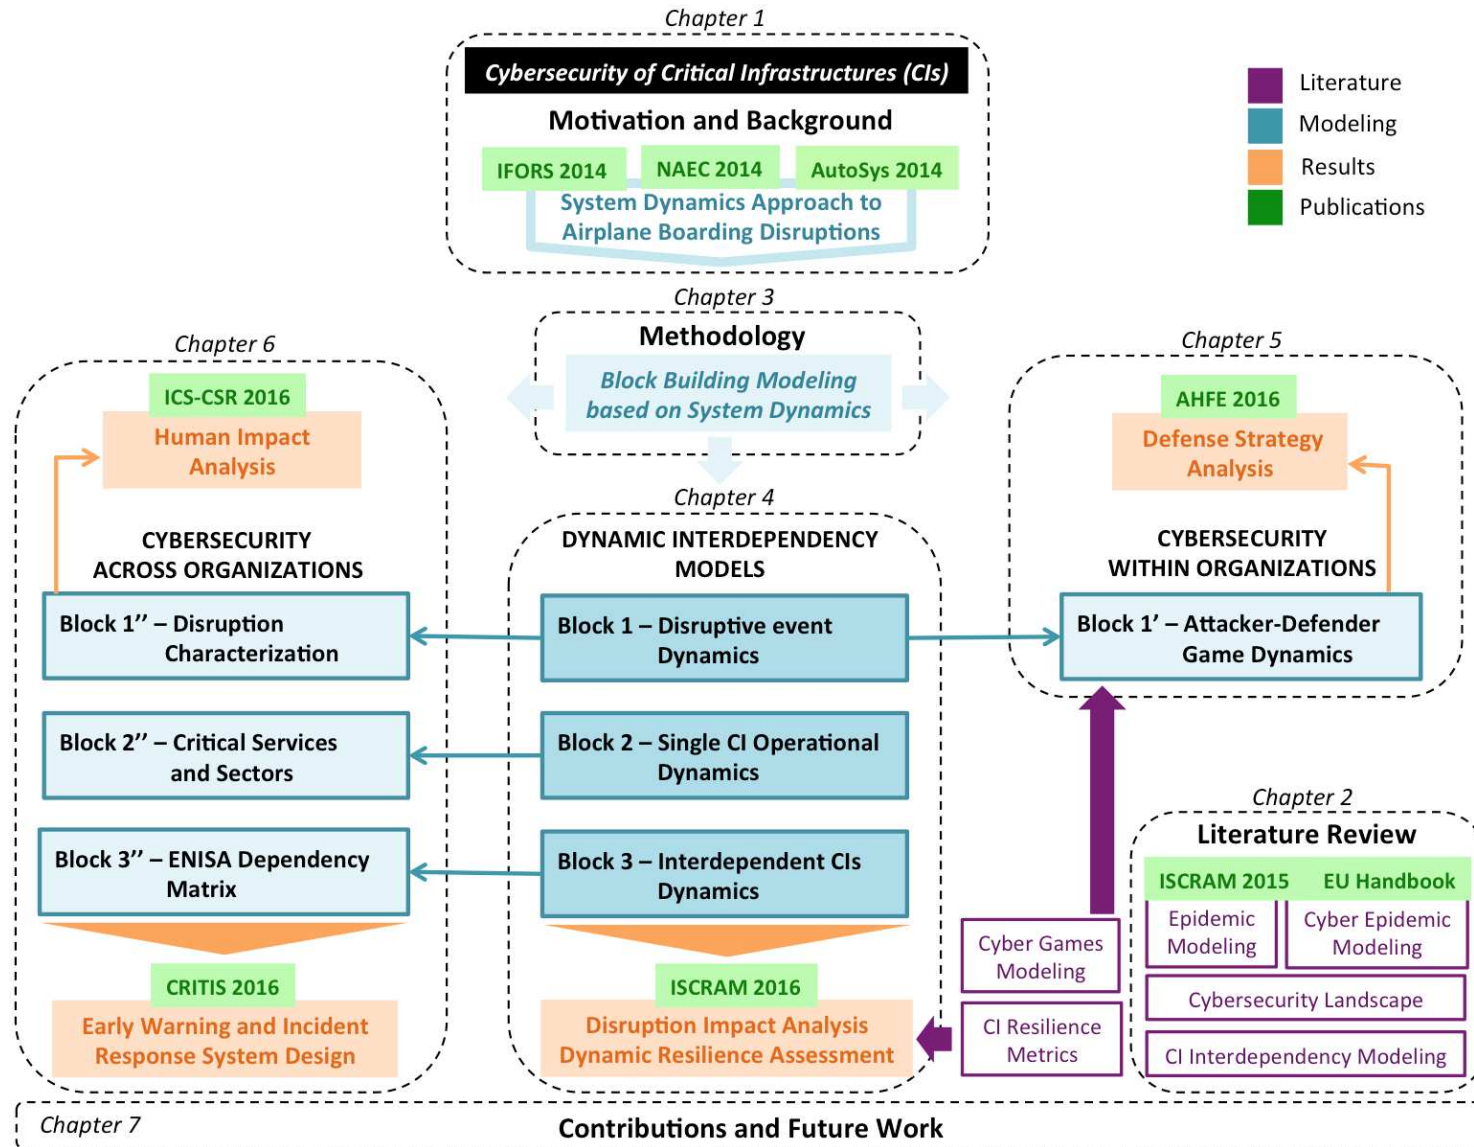 Chapter 1
Cybersecurity of Critical Infrastructures (CIs)
Motivation and Background
IFORS 2014
NAEC 2014
AutoSys 2014
System Dynamics Approach to
Airplane Boarding Disruptions
Literature
Modeling
Results
Publications
Chapter 3
Methodology
Block Building Modeling
based on System Dynamics
Chapter 6
ICS-CSR 2016
Human Impact
Analysis
CYBERSECURITY
ACROSS ORGANIZATIONS
Block 1’’ – Disruption
Characterization
Block 2’’ – Critical Services
and Sectors
Block 3’’ – ENISA Dependency
Matrix
CRITIS 2016
Early Warning and Incident
Response System Design
Chapter 4
DYNAMIC INTERDEPENDENCY
MODELS
Block 1 – Disruptive event
Dynamics
Block 2 – Single CI Operational
Dynamics
Block 3 – Interdependent CIs
Dynamics
ISCRAM 2016
Disruption Impact Analysis
Dynamic Resilience Assessment
Chapter 5
AHFE 2016
Defense Strategy
Analysis
CYBERSECURITY
WITHIN ORGANIZATIONS
Block 1’ – Attacker-Defender
Game Dynamics
Cyber Games
Modeling
CI Resilience
Metrics
Chapter 2
Literature Review
ISCRAM 2015
EU Handbook
Epidemic
Modeling
Cyber Epidemic
Modeling
Cybersecurity Landscape
CI Interdependency Modeling
Chapter 7
Contributions and Future Work